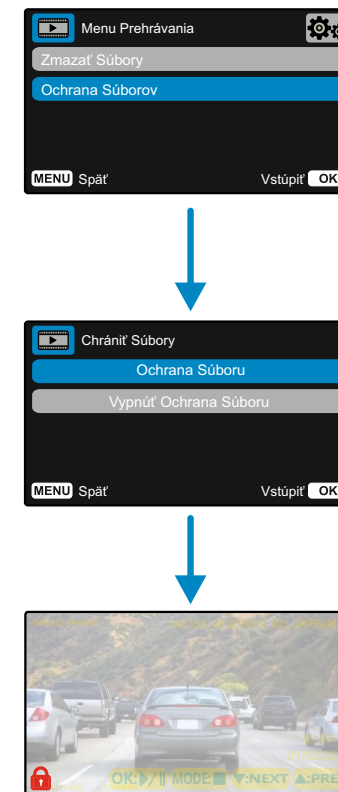 Menu Prehrávania
Zmazať Súbory
Ochrana Súborov
MENU Späť Vstúpiť OK
Chrániť Súbory
Ochrana Súboru
Vypnúť Ochrana Súboru
MENU Späť Vstúpiť OK
OK: /II MODE: ▼:NEXT ▲:PRE